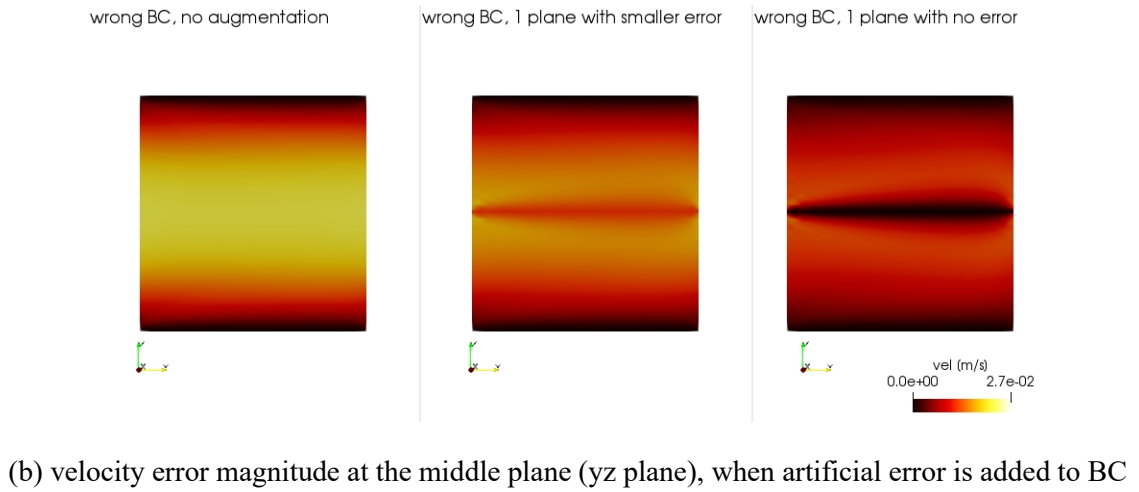 wrong BC, no augmentation
wrong BC, 1 plane with smaller error
wrong BC, 1 plane with no error
vel (m/s)
0.0e+00 2.7e-02
(b) velocity error magnitude at the middle plane (yz plane), when artificial error is added to BC